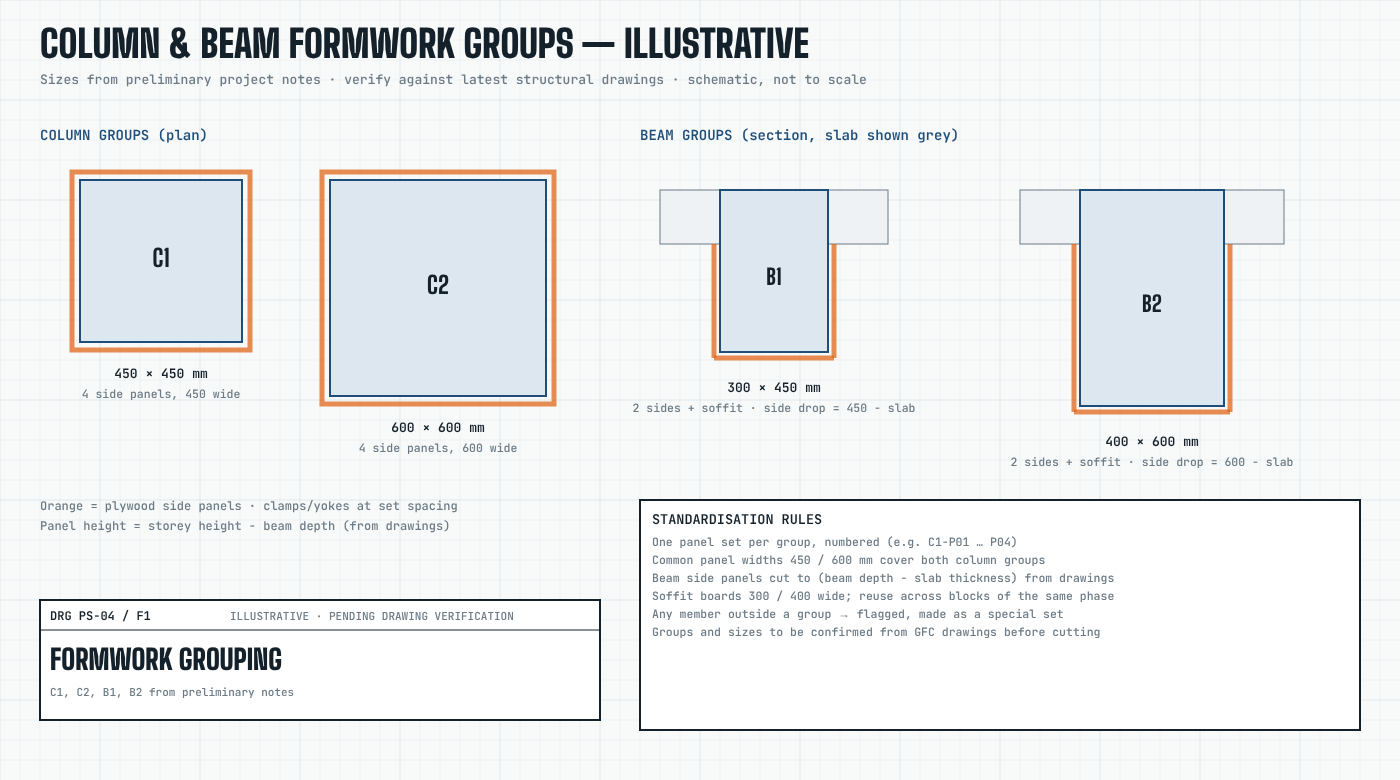 COLUMN & BEAM FORMWORK GROUPS — ILLUSTRATIVE
Sizes from preliminary project notes · verify against latest structural drawings · schematic, not to scale
COLUMN GROUPS (plan)
C1
450 × 450 mm
4 side panels, 450 wide
C2
600 × 600 mm
4 side panels, 600 wide
BEAM GROUPS (section, slab shown grey)
B1
300 × 450 mm
2 sides + soffit · side drop = 450 - slab
B2
400 × 600 mm
2 sides + soffit · side drop = 600 - slab
Orange = plywood side panels · clamps/yokes at set spacing
Panel height = storey height - beam depth (from drawings)
DRG PS-04 / F1
ILLUSTRATIVE · PENDING DRAWING VERIFICATION
FORMWORK GROUPING
C1, C2, B1, B2 from preliminary notes
STANDARDISATION RULES
One panel set per group, numbered (e.g. C1-P01 … P04)
Common panel widths 450 / 600 mm cover both column groups
Beam side panels cut to (beam depth - slab thickness) from drawings
Soffit boards 300 / 400 wide; reuse across blocks of the same phase
Any member outside a group → flagged, made as a special set
Groups and sizes to be confirmed from GFC drawings before cutting